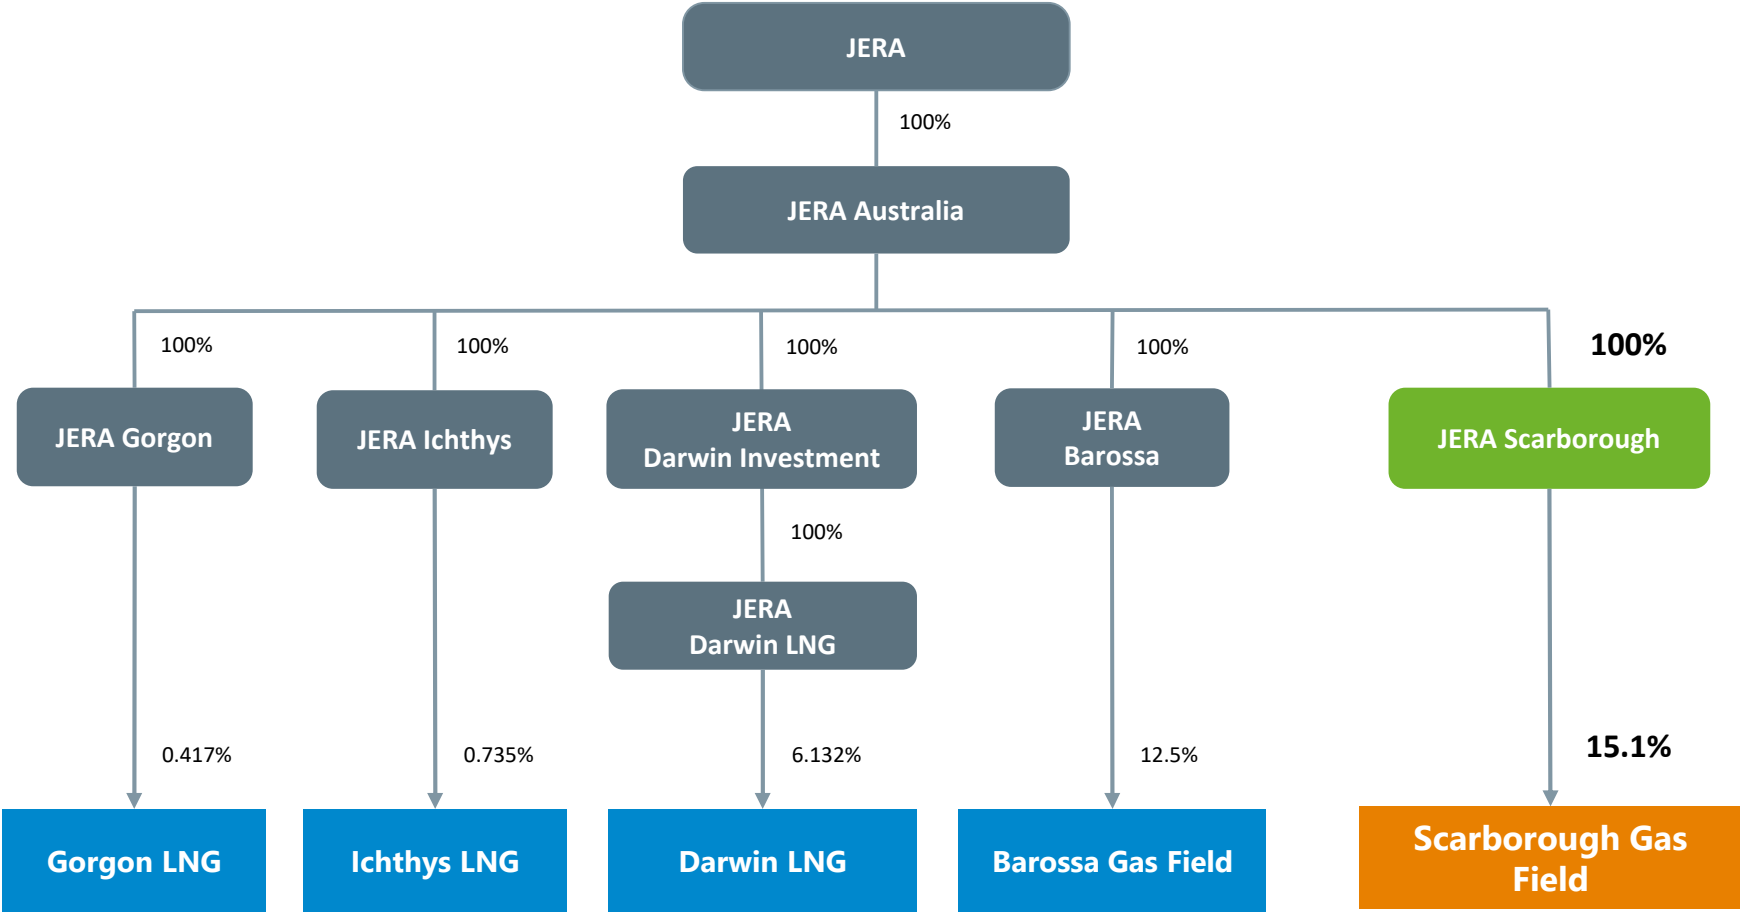 JERA
100%
JERA Australia
100%
100%
100%
100%
100%
JERA Gorgon
JERA Ichthys
JERA
Darwin Investment
JERA
Barossa
JERA Scarborough
100%
JERA
Darwin LNG
0.417%
0.735%
6.132%
12.5%
15.1%
Gorgon LNG
Ichthys LNG
Darwin LNG
Barossa Gas Field
Scarborough Gas
Field